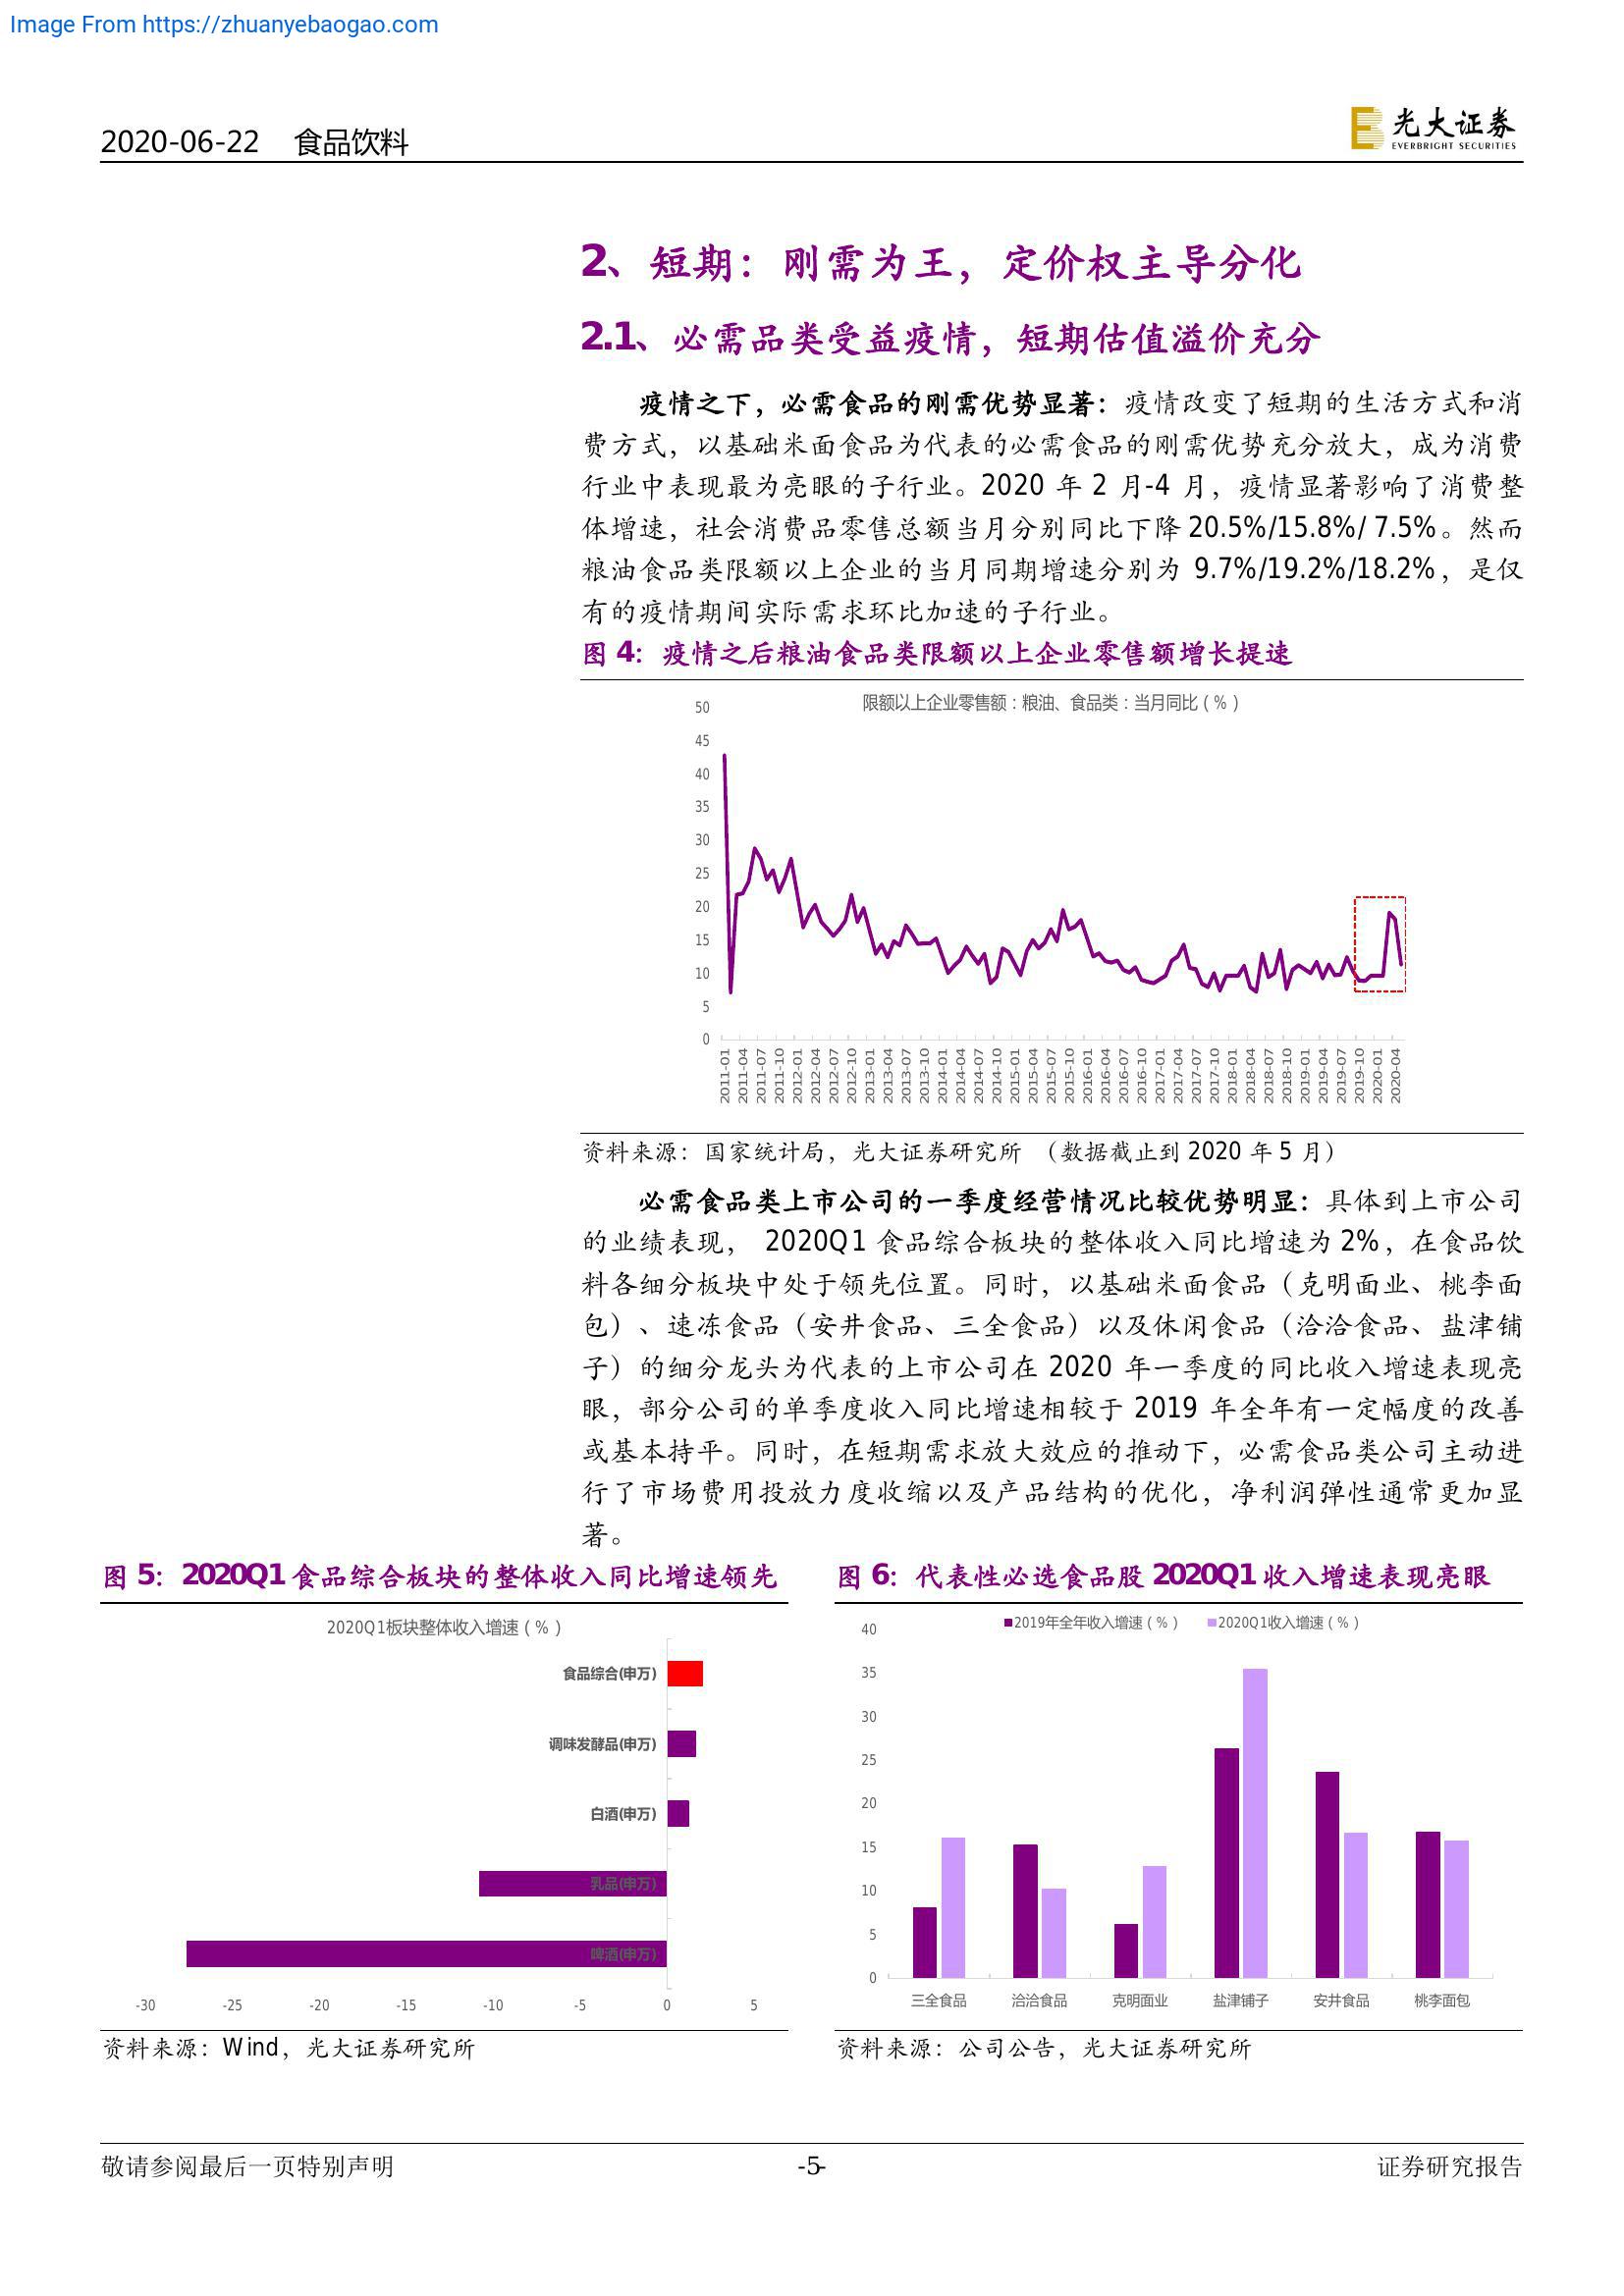 Image From https://zhuanyebaogao.com
2020-06-22 食品饮料
光大证券
EVERBRIGHT SECURITIES
2、短期：刚需为王，定价权主导分化
2.1、必需品类受益疫情，短期估值溢价充分
疫情之下，必需食品的刚需优势显著：疫情改变了短期的生活方式和消
费方式，以基础米面食品为代表的必需食品的刚需优势充分放大，成为消费
行业中表现最为亮眼的子行业。2020 年 2 月-4 月，疫情显著影响了消费整
体增速，社会消费品零售总额当月分别同比下降 20.5%/15.8%/ 7.5%。然而
粮油食品类限额以上企业的当月同期增速分别为 9.7%/19.2%/18.2%，是仅
有的疫情期间实际需求环比加速的子行业。
图 4：疫情之后粮油食品类限额以上企业零售额增长提速
限额以上企业零售额：粮油、食品类：当月同比（%）
50
45
40
35
30
25
20
15
10
5
0
2011-01 2011-04 2011-07 2011-10 2012-01 2012-04 2012-07 2012-10 2013-01 2013-04 2013-07 2013-10 2014-01 2014-04 2014-07 2014-10 2015-01 2015-04 2015-07 2015-10 2016-01 2016-04 2016-07 2016-10 2017-01 2017-04 2017-07 2017-10 2018-01 2018-04 2018-07 2018-10 2019-01 2019-04 2019-07 2019-10 2020-01 2020-04
资料来源：国家统计局，光大证券研究所 （数据截止到 2020 年 5 月）
必需食品类上市公司的一季度经营情况比较优势明显：具体到上市公司
的业绩表现， 2020Q1 食品综合板块的整体收入同比增速为 2%，在食品饮
料各细分板块中处于领先位置。同时，以基础米面食品（克明面业、桃李面
包）、速冻食品（安井食品、三全食品）以及休闲食品（洽洽食品、盐津铺
子）的细分龙头为代表的上市公司在 2020 年一季度的同比收入增速表现亮
眼，部分公司的单季度收入同比增速相较于 2019 年全年有一定幅度的改善
或基本持平。同时，在短期需求放大效应的推动下，必需食品类公司主动进
行了市场费用投放力度收缩以及产品结构的优化，净利润弹性通常更加显
著。
图 5：2020Q1 食品综合板块的整体收入同比增速领先
2020Q1板块整体收入增速（%）
食品综合(申万)
调味发酵品(申万)
白酒(申万)
乳品(申万)
啤酒(申万)
-30 -25 -20 -15 -10 -5 0 5
资料来源：Wind，光大证券研究所
图 6：代表性必选食品股 2020Q1 收入增速表现亮眼
2019年全年收入增速（%） 2020Q1收入增速（%）
40
35
30
25
20
15
10
5
0
三全食品 洽洽食品 克明面业 盐津铺子 安井食品 桃李面包
资料来源：公司公告，光大证券研究所
敬请参阅最后一页特别声明 -5- 证券研究报告